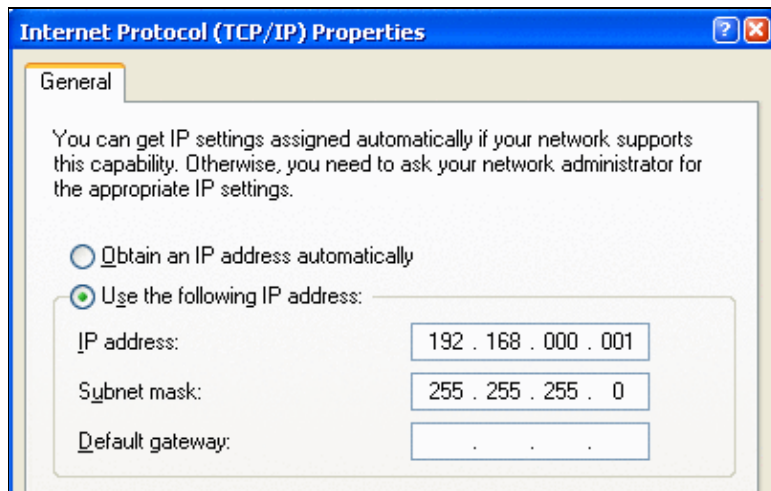 Internet Protocol (TCP/IP) Properties
General
You can get IP settings assigned automatically if your network supports
this capability. Otherwise, you need to ask your network administrator for
the appropriate IP settings.
Obtain an IP address automatically
Use the following IP address:
IP address: 192 . 168 . 000 . 001
Subnet mask: 255 . 255 . 255 . 0
Default gateway: . . .